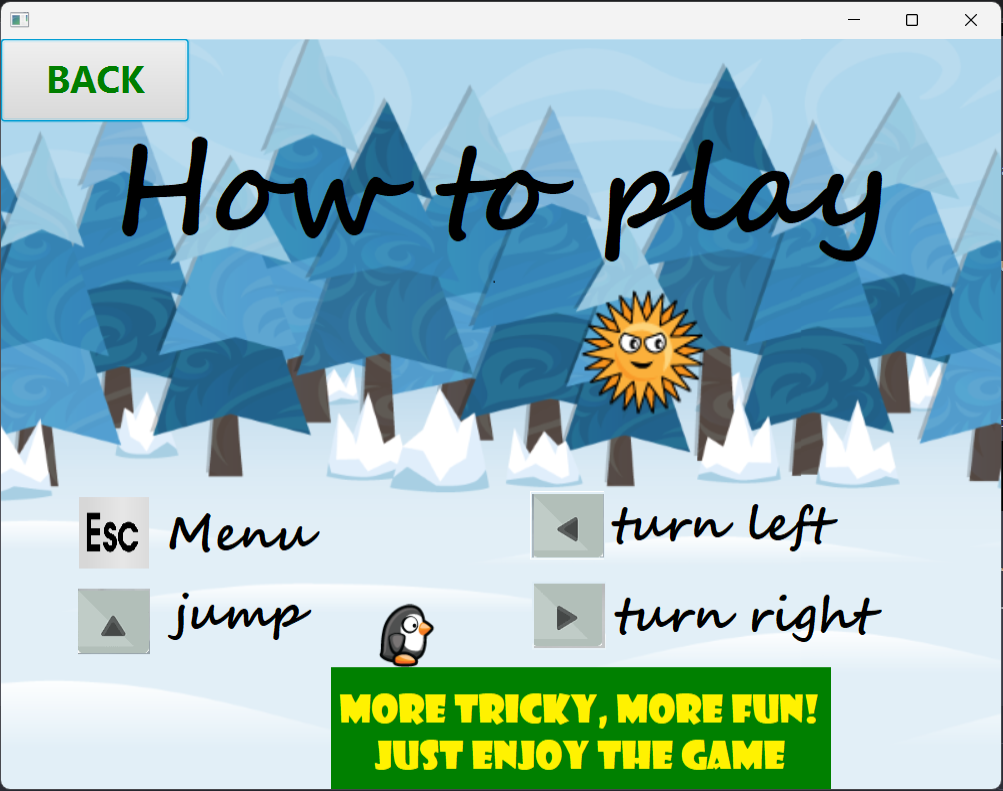 BACK
How to play
Esc Menu
turn left
jump
turn right
MORE TRICKY, MORE FUN!
JUST ENJOY THE GAME